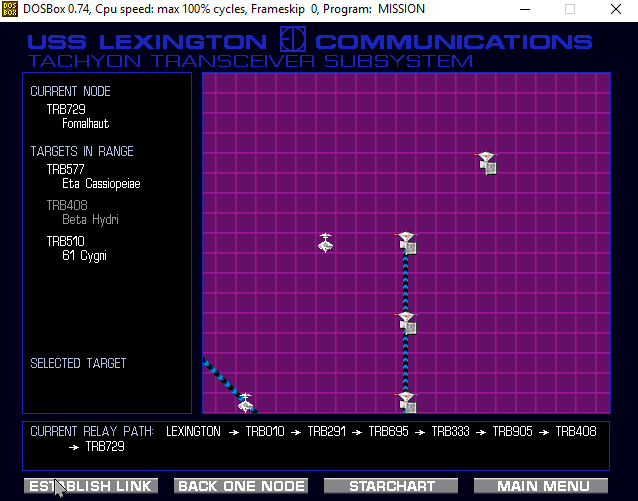 DOS
BOX
DOSBox 0.74, Cpu speed: max 100% cycles, Frameskip 0, Program: MISSION
USS LEXINGTON COMMUNICATIONS
TACHYON TRANSCEIVER SUBSYSTEM
CURRENT NODE
TRB729
Fomalhaut
TARGETS IN RANGE
TRB577
Eta Cassiopeiae
TRB408
Beta Hydri
TRB510
61 Cygni
SELECTED TARGET
CURRENT RELAY PATH: LEXINGTON → TRB010 → TRB291 → TRB695 → TRB333 → TRB905 → TRB408
→ TRB729
ESTABLISH LINK BACK ONE NODE STARCHART MAIN MENU